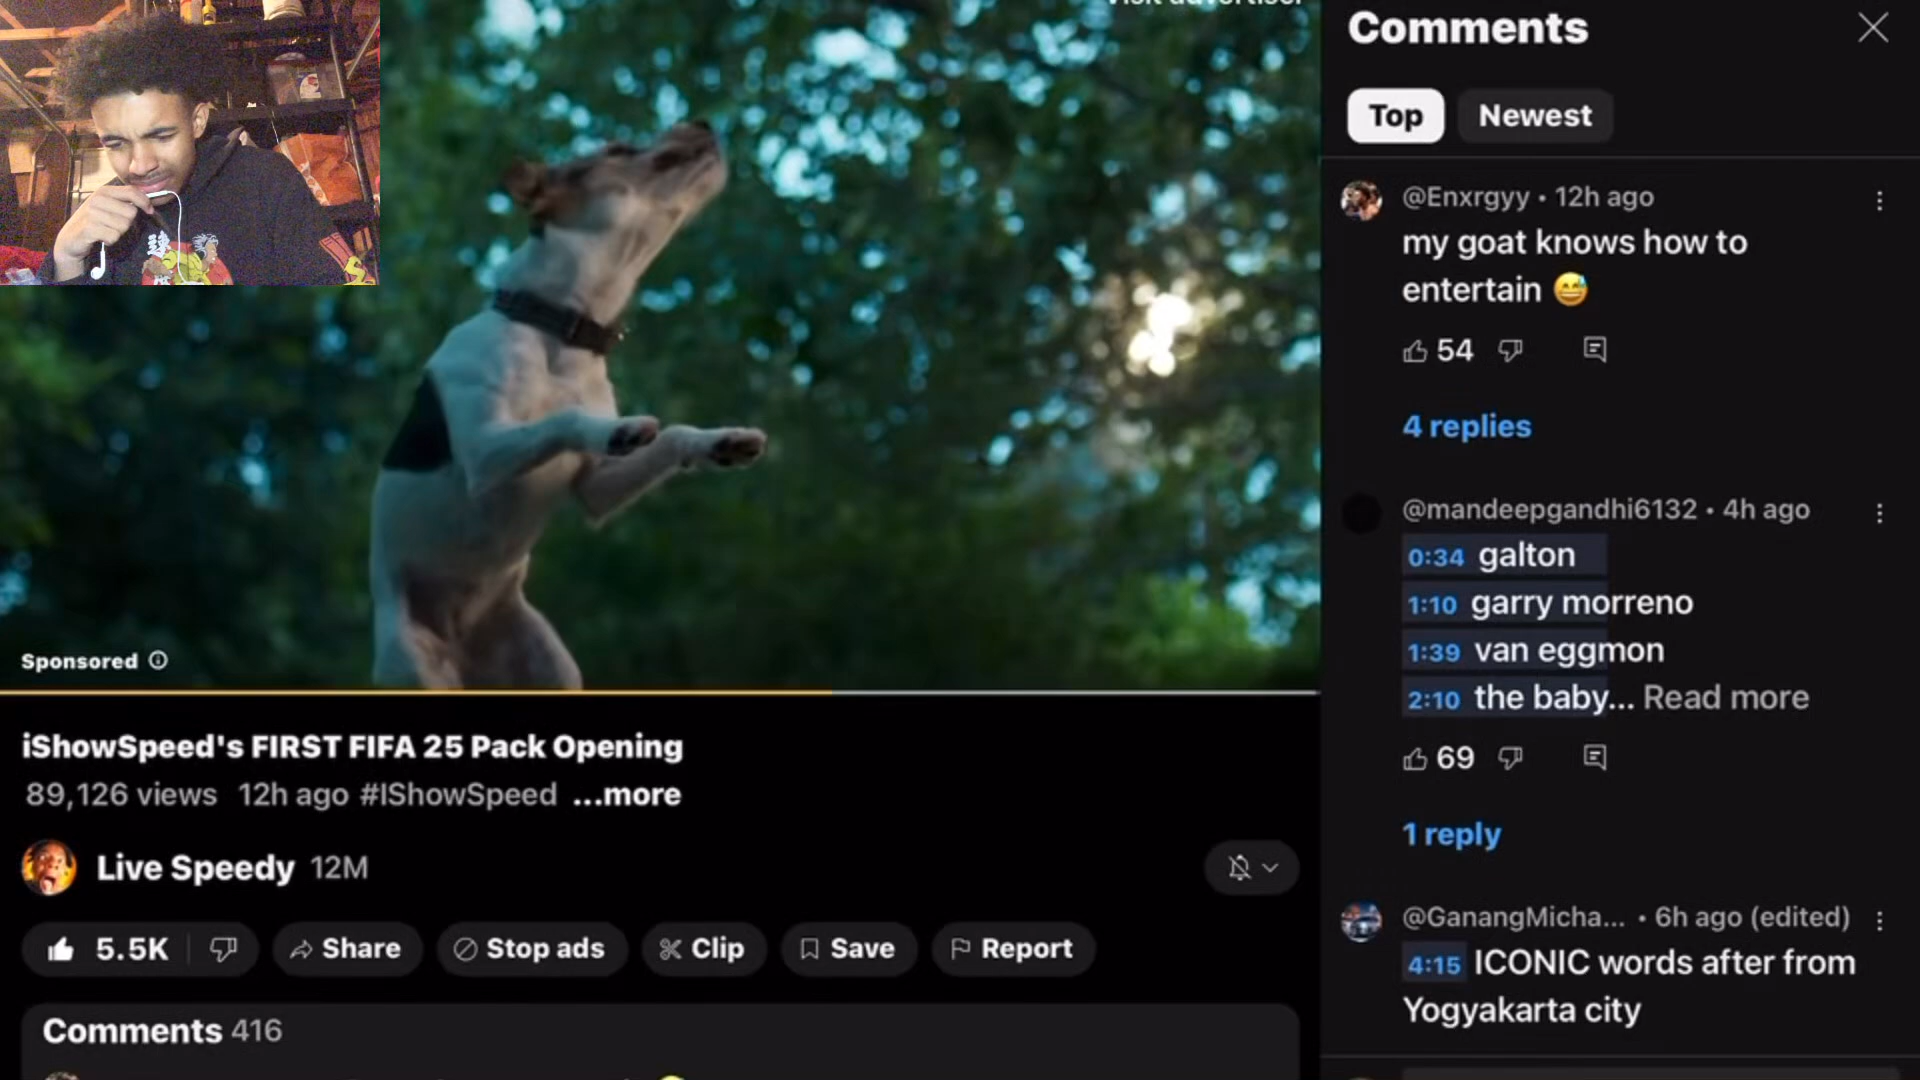 Visit advertiser
Sponsored
iShowSpeed's FIRST FIFA 25 Pack Opening
89,126 views 12h ago #IShowSpeed ...more
Live Speedy 12M
5.5K Share Stop ads Clip Save Report
Comments 416
Comments
Top Newest
@Enxrgyy • 12h ago
my goat knows how to
entertain 😅
54
4 replies
@mandeepgandhi6132 • 4h ago
0:34 galton
1:10 garry morreno
1:39 van eggmon
2:10 the baby... Read more
69
1 reply
@GanangMicha... • 6h ago (edited)
4:15 ICONIC words after from
Yogyakarta city